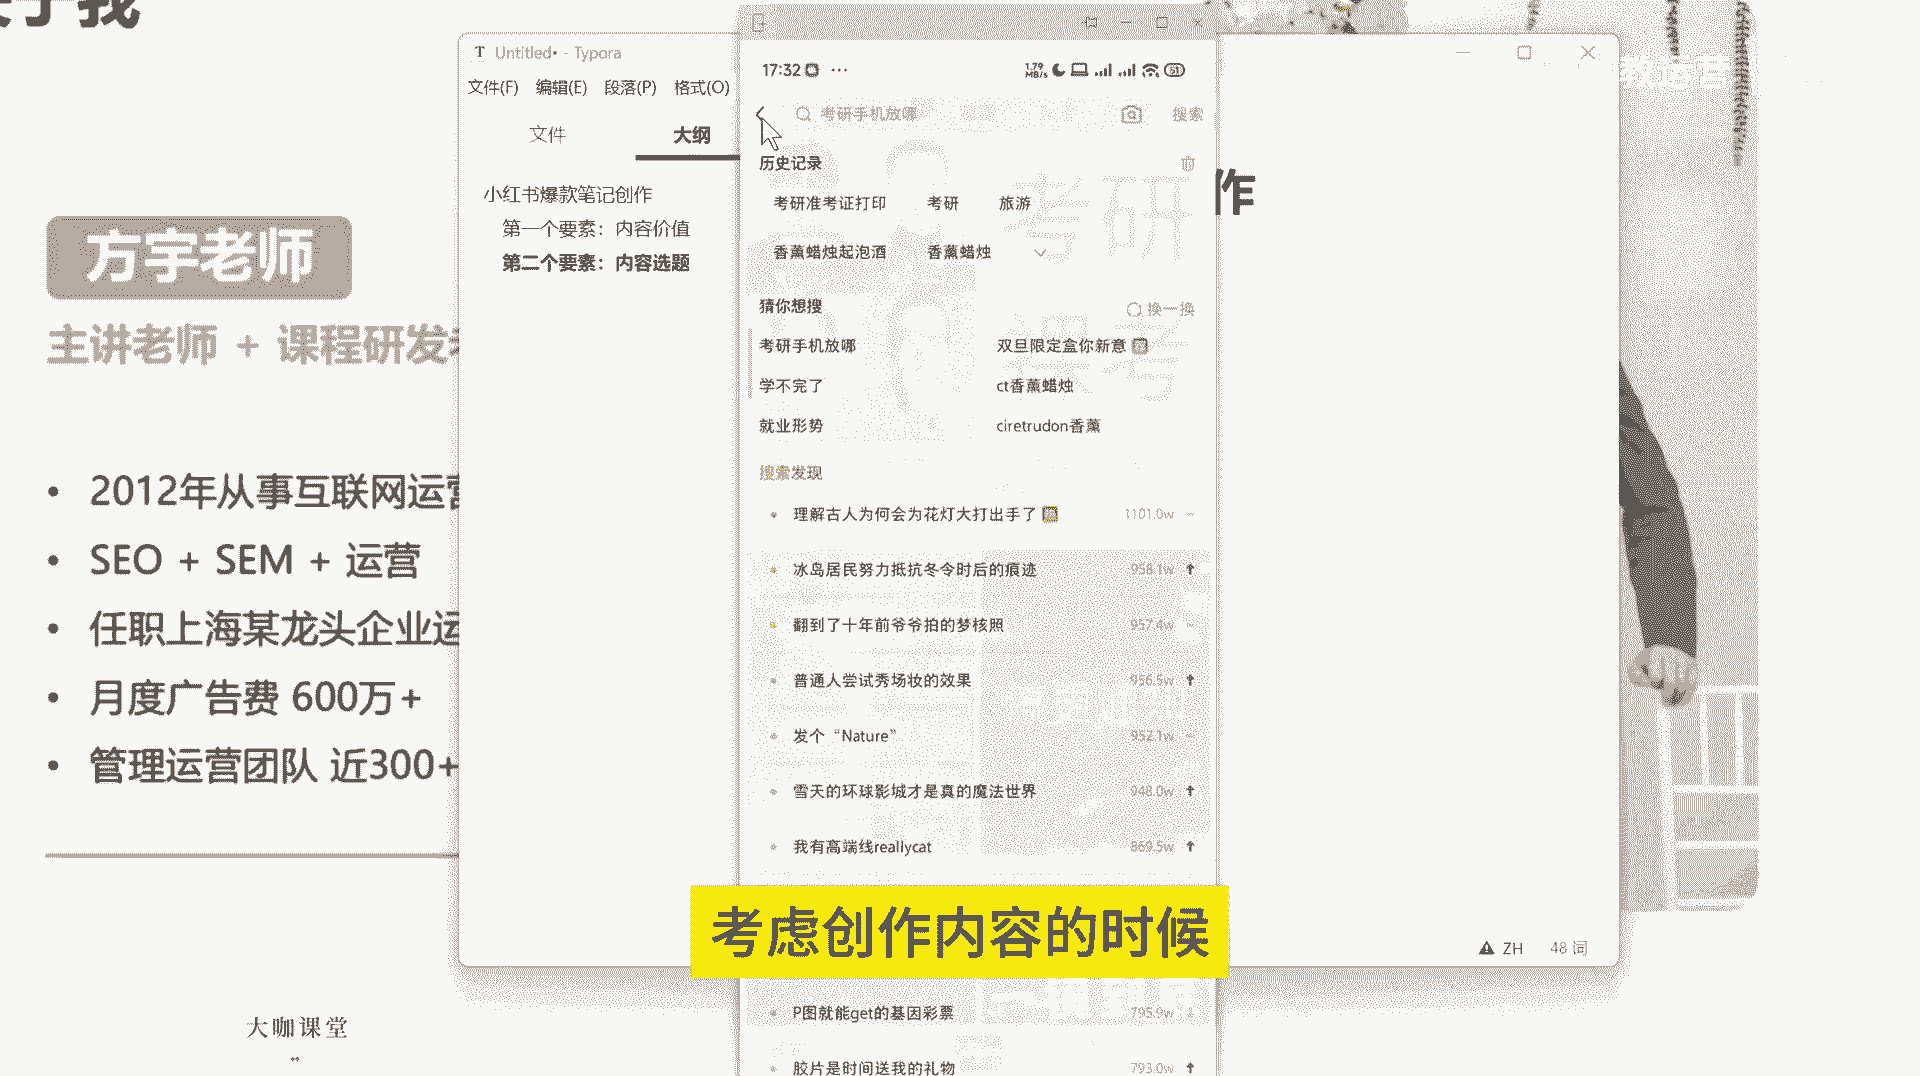 方宇老师
主讲老师 + 课程研发
2012年从事互联网运营
SEO + SEM + 运营
任职上海某龙头企业运
月度广告费 600万+
管理运营团队 近300+
大咖课堂
Untitled• - Typora
文件(F) 编辑(E) 段落(P) 格式(O)
文件 大纲
小红书爆款笔记创作
第一个要素：内容价值
第二个要素：内容选题
作
17:32 ···
1.79 MB/s 51
考研手机放哪 搜索
历史记录
考研准考证打印 考研 旅游
香薰蜡烛起泡酒 香薰蜡烛
猜你想搜 换一换
考研手机放哪 双旦限定盒你新意
学不完了 ct香薰蜡烛
就业形势 ciretrudon香薰
搜索发现
理解古人为何会为花灯大打出手了 1101.0w
冰岛居民努力抵抗冬令时后的痕迹 958.1w
翻到了十年前爷爷拍的梦核照 957.4w
普通人尝试秀场妆的效果 956.5w
发个“Nature” 952.1w
雪天的环球影城才是真的魔法世界 948.0w
我有高端线reallycat 869.5w
考虑创作内容的时候
P图就能get的基因彩票 795.9w
胶片是时间送我的礼物 793.0w
ZH 48 词